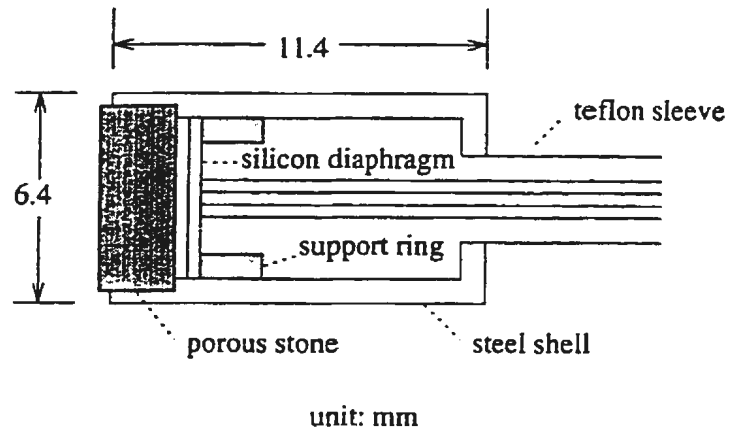 11.4
teflon sleeve
silicon diaphragm
6.4
support ring
porous stone
steel shell
unit: mm